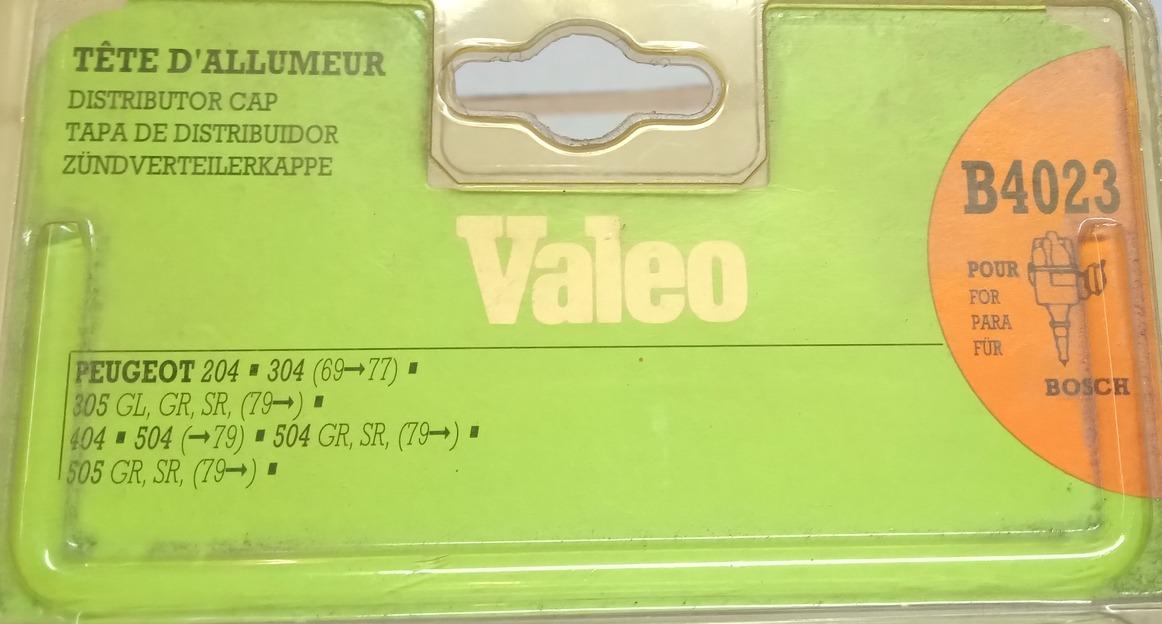 TÊTE D'ALLUMEUR
DISTRIBUTOR CAP
TAPA DE DISTRIBUIDOR
ZÜNDVERTEILERKAPPE
Valeo
B4023
POUR
FOR
PARA
FÜR
BOSCH
PEUGEOT 204 ▪ 304 (69→77) ▪
305 GL, GR, SR, (79→) ▪
404 ▪ 504 (→79) ▪ 504 GR, SR, (79→) ▪
505 GR, SR, (79→) ▪